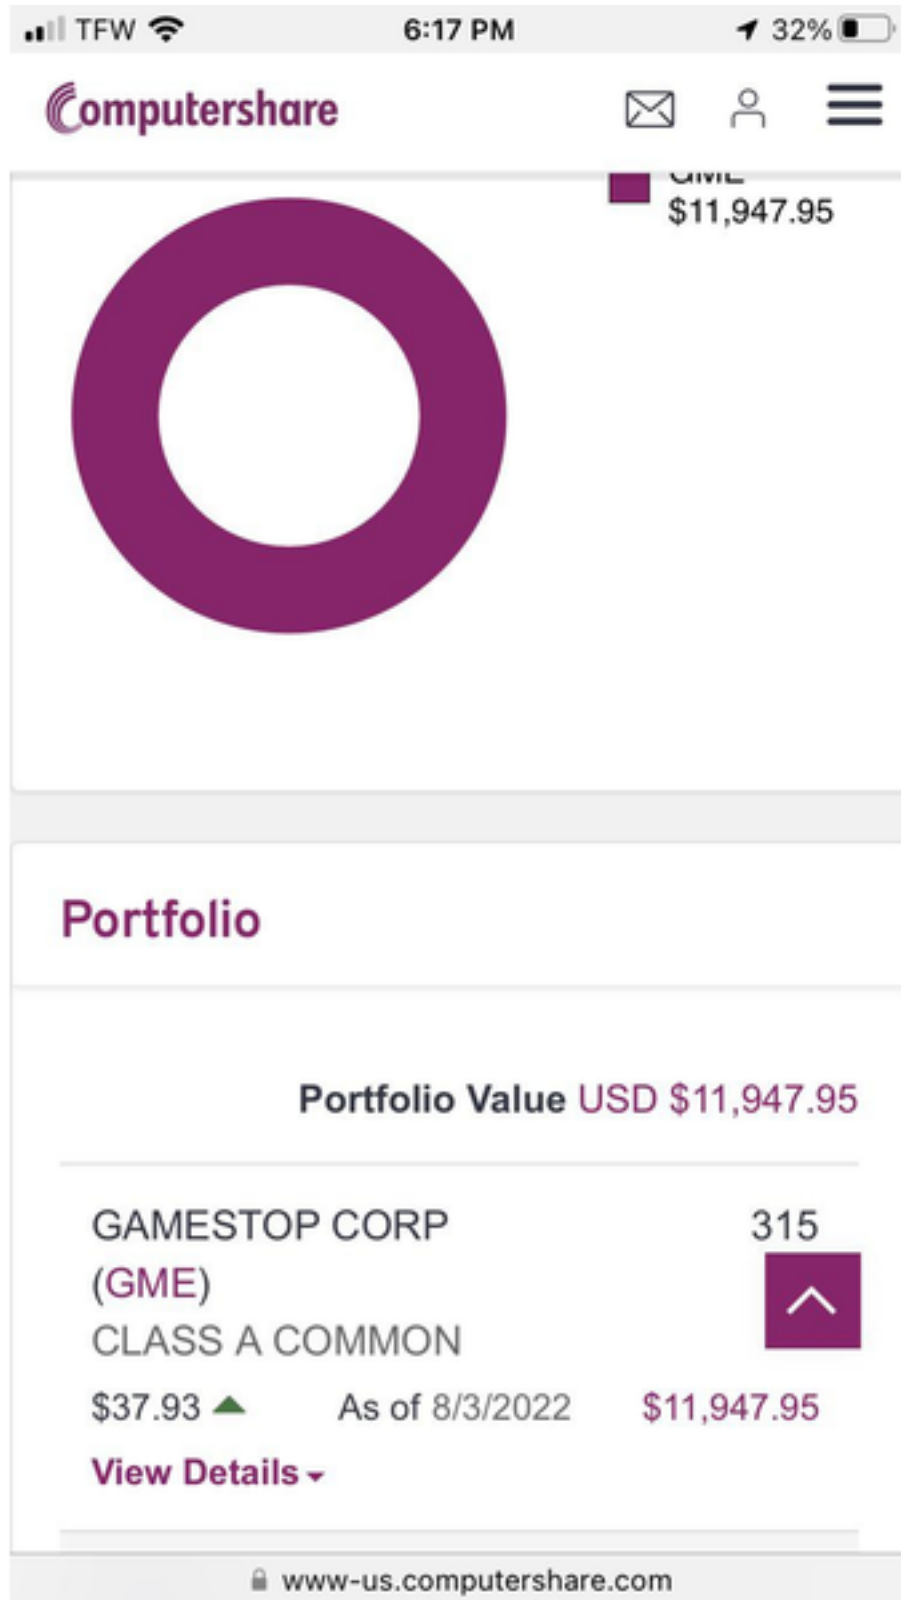 TFW 6:17 PM 32%
Computershare
GME
$11,947.95
Portfolio
Portfolio Value USD $11,947.95
GAMESTOP CORP 315
(GME)
CLASS A COMMON
$37.93 As of 8/3/2022 $11,947.95
View Details
www-us.computershare.com